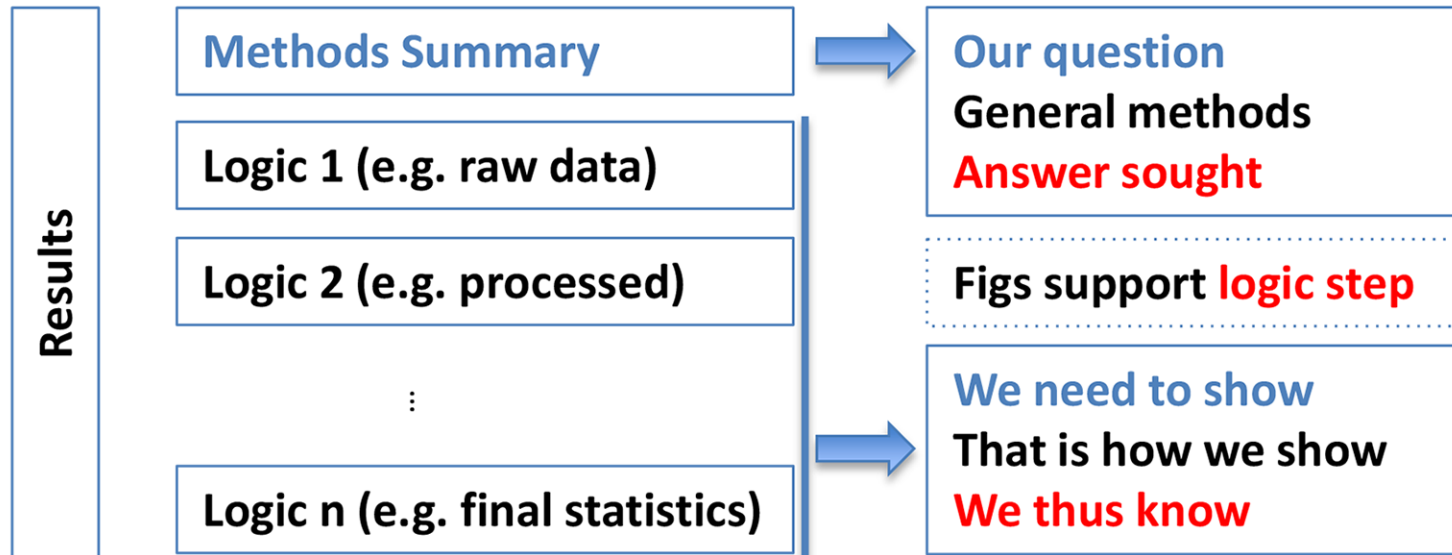 Results
Methods Summary
Logic 1 (e.g. raw data)
Logic 2 (e.g. processed)
⋮
Logic n (e.g. final statistics)
Our question
General methods
Answer sought
Figs support logic step
We need to show
That is how we show
We thus know